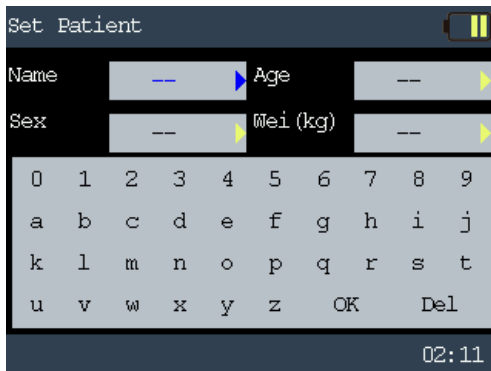 Set Patient
Name -- Age --
Sex -- Wei(kg) --
0 1 2 3 4 5 6 7 8 9
a b c d e f g h i j
k l m n o p q r s t
u v w x y z OK Del
02:11